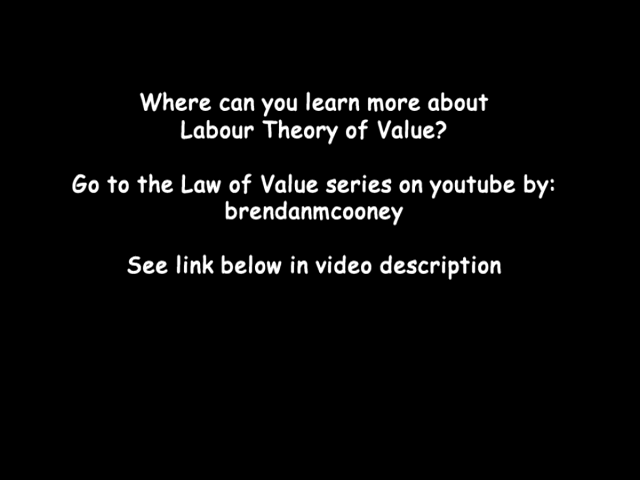 Where can you learn more about
Labour Theory of Value?
Go to the Law of Value series on youtube by:
brendanmcooney
See link below in video description